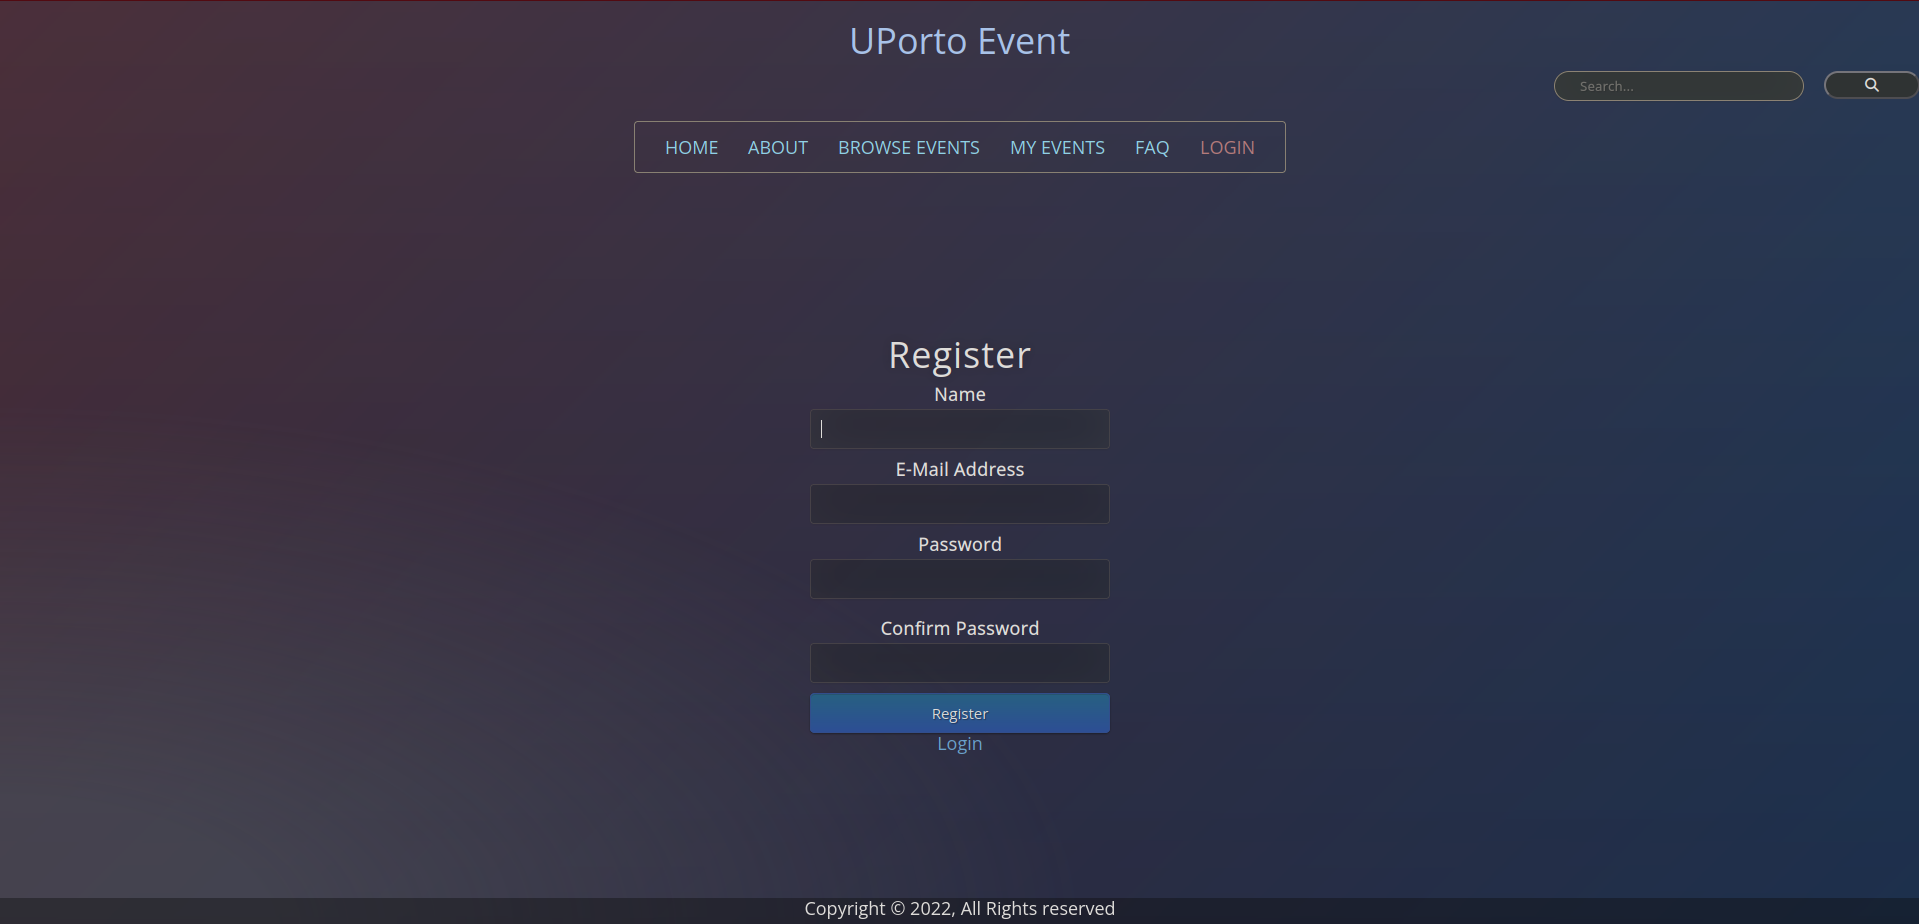 UPorto Event
Search...
HOME ABOUT BROWSE EVENTS MY EVENTS FAQ LOGIN
Register
Name
E-Mail Address
Password
Confirm Password
Register
Login
Copyright © 2022, All Rights reserved